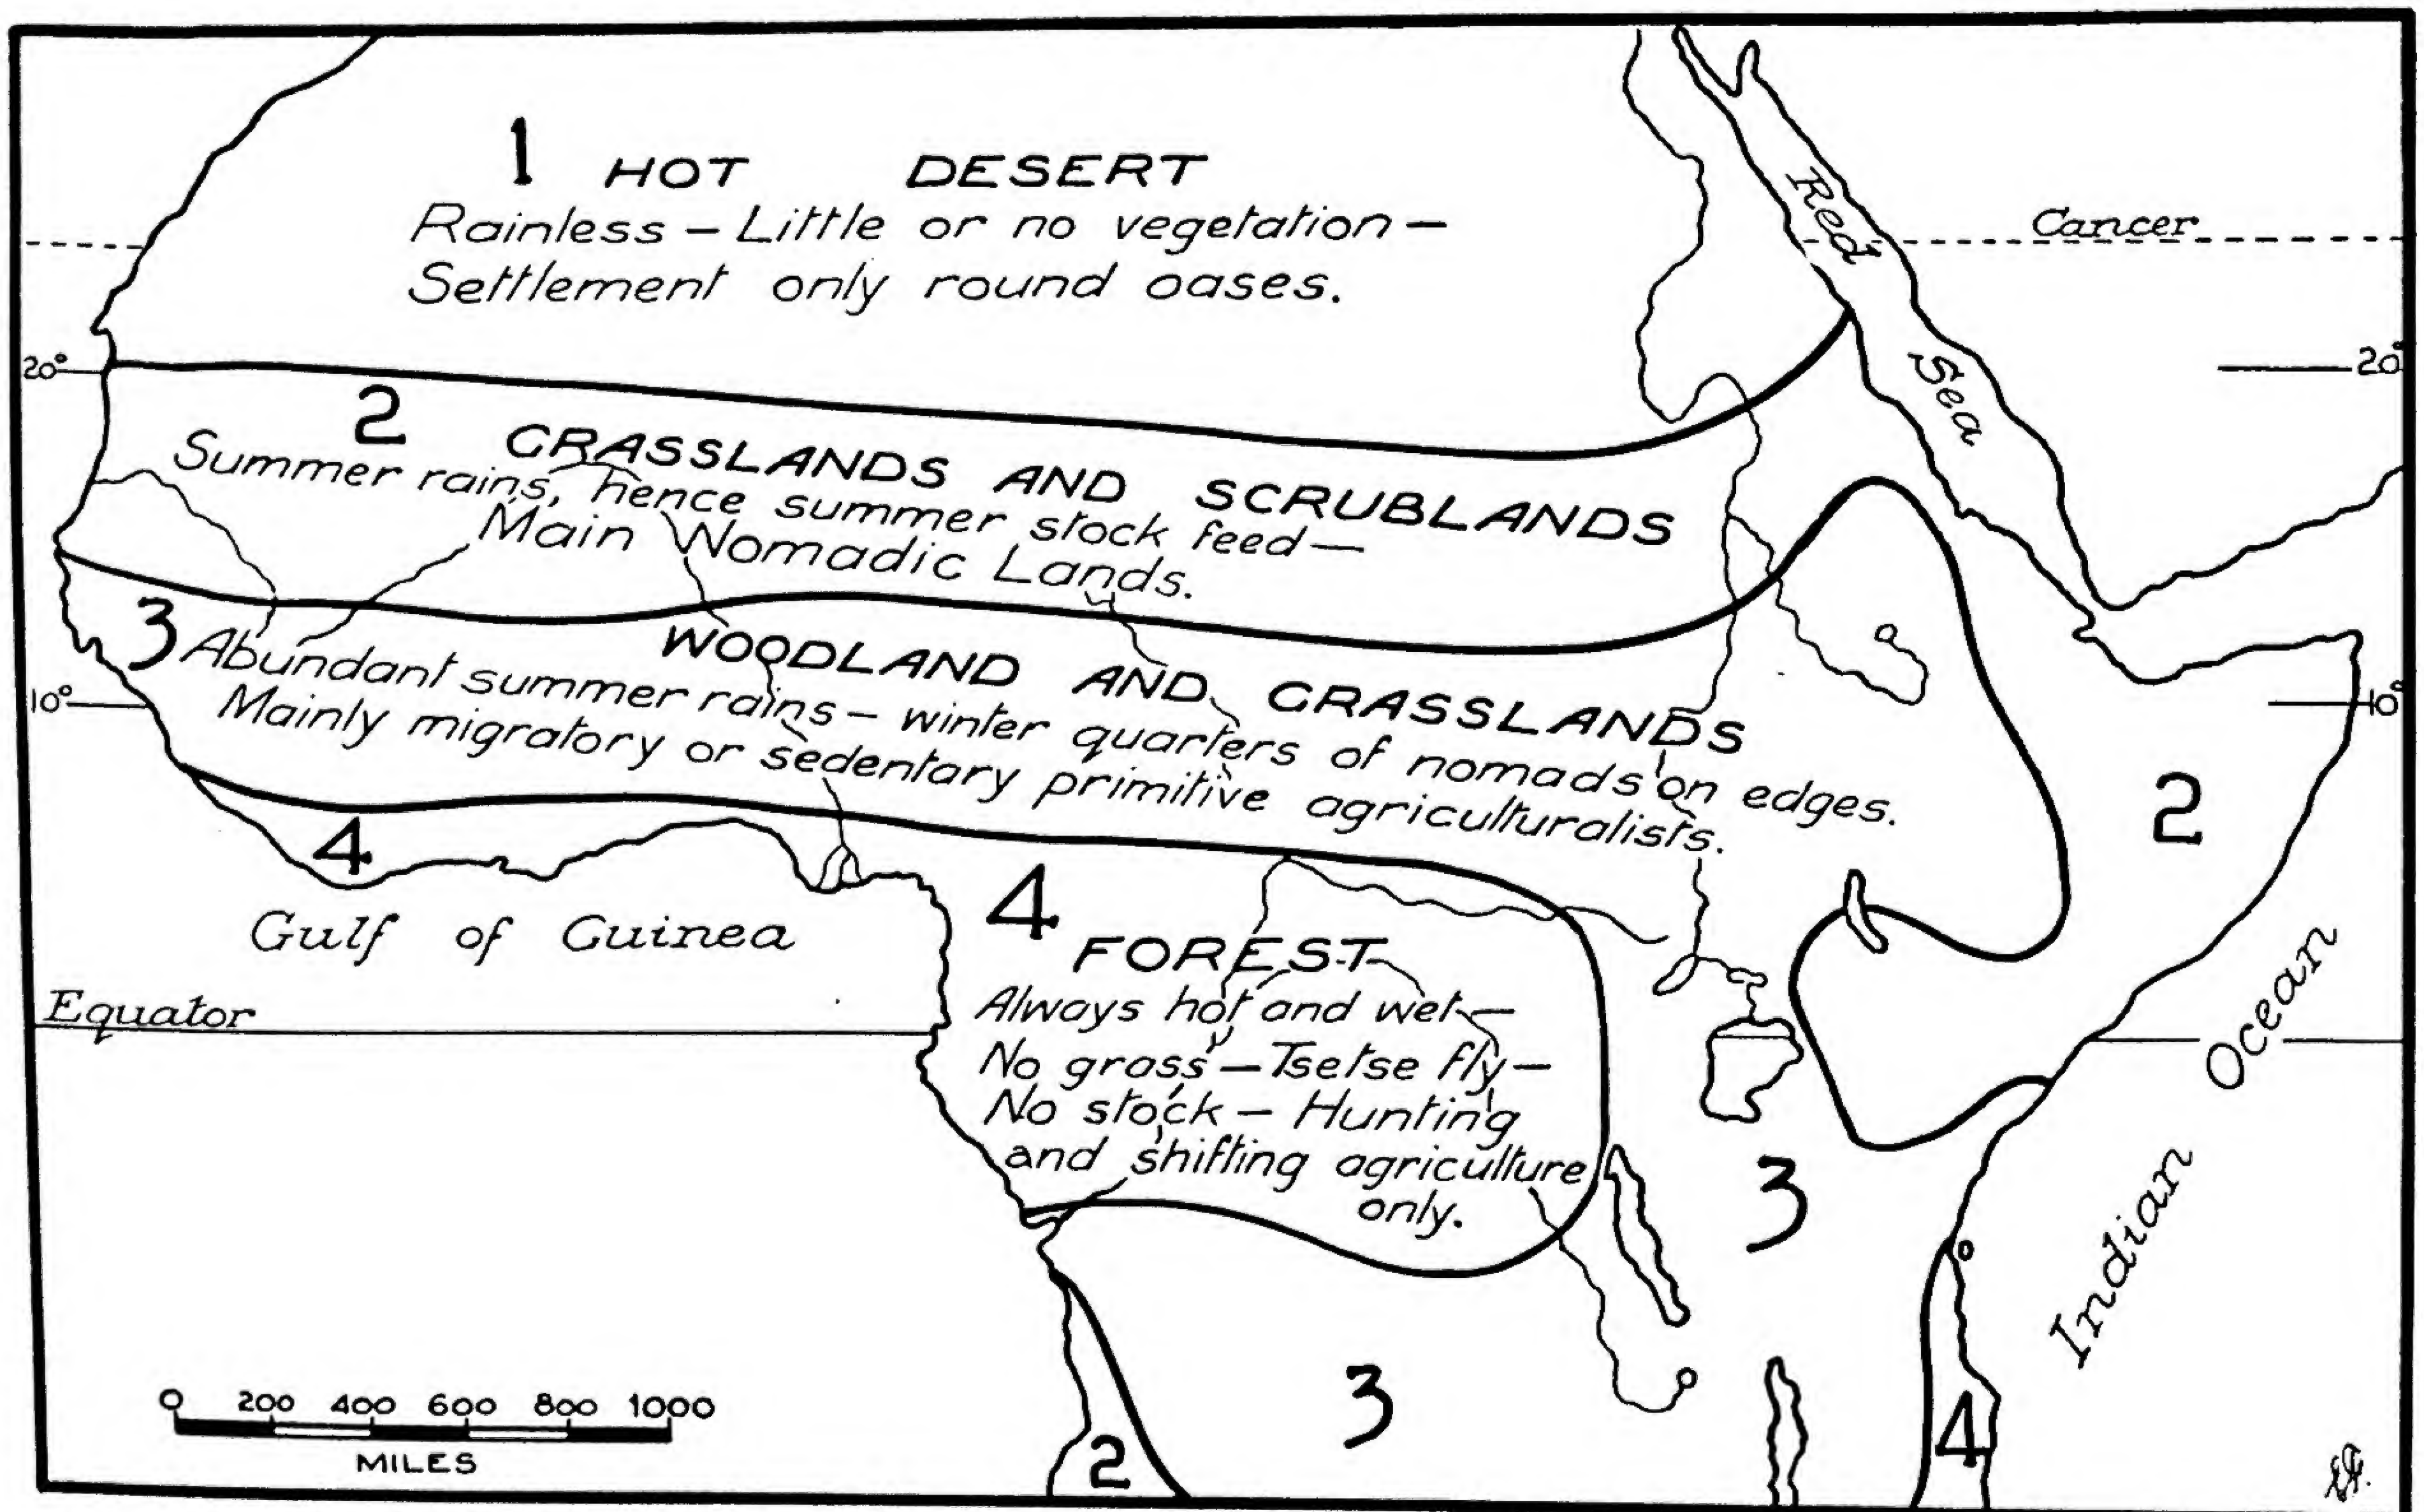 1 HOT DESERT
Rainless – Little or no vegetation –
Settlement only round oases.
Red Sea
Cancer
20°
20°
2 GRASSLANDS AND SCRUBLANDS
Summer rains, hence summer stock feed –
Main Nomadic Lands.
3 WOODLAND AND GRASSLANDS
Abundant summer rains – winter quarters of nomads on edges.
Mainly migratory or sedentary primitive agriculturalists.
10°
10°
2
4
Gulf of Guinea
4
FOREST
Always hot and wet –
No grass – Tsetse fly –
No stock – Hunting
and shifting agriculture
only.
Equator
Indian Ocean
3
3
2
4
0 200 400 600 800 1000
MILES